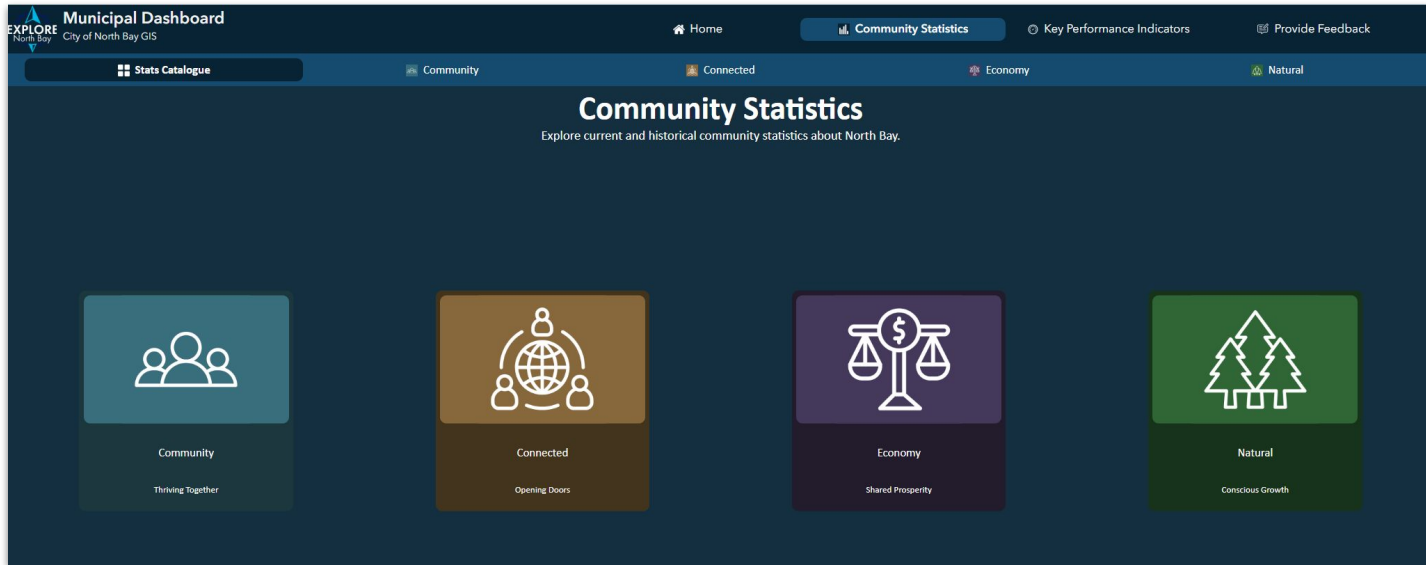 EXPLORE
North Bay
Municipal Dashboard
City of North Bay GIS
Home
Community Statistics
Key Performance Indicators
Provide Feedback
Stats Catalogue
Community
Connected
Economy
Natural
Community Statistics
Explore current and historical community statistics about North Bay.
$
Community
Thriving Together
Connected
Opening Doors
Economy
Shared Prosperity
Natural
Conscious Growth